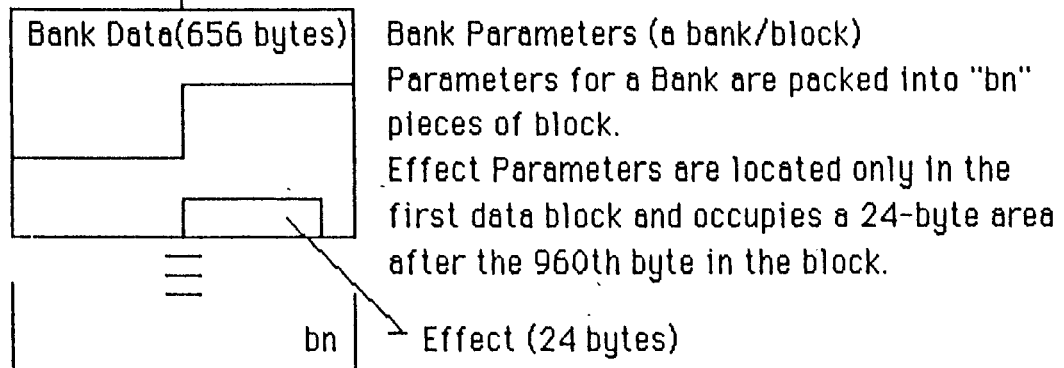 Bank Data(656 bytes)
Bank Parameters (a bank/block)
Parameters for a Bank are packed into "bn"
pieces of block.
Effect Parameters are located only in the
first data block and occupies a 24-byte area
after the 960th byte in the block.
bn
Effect (24 bytes)